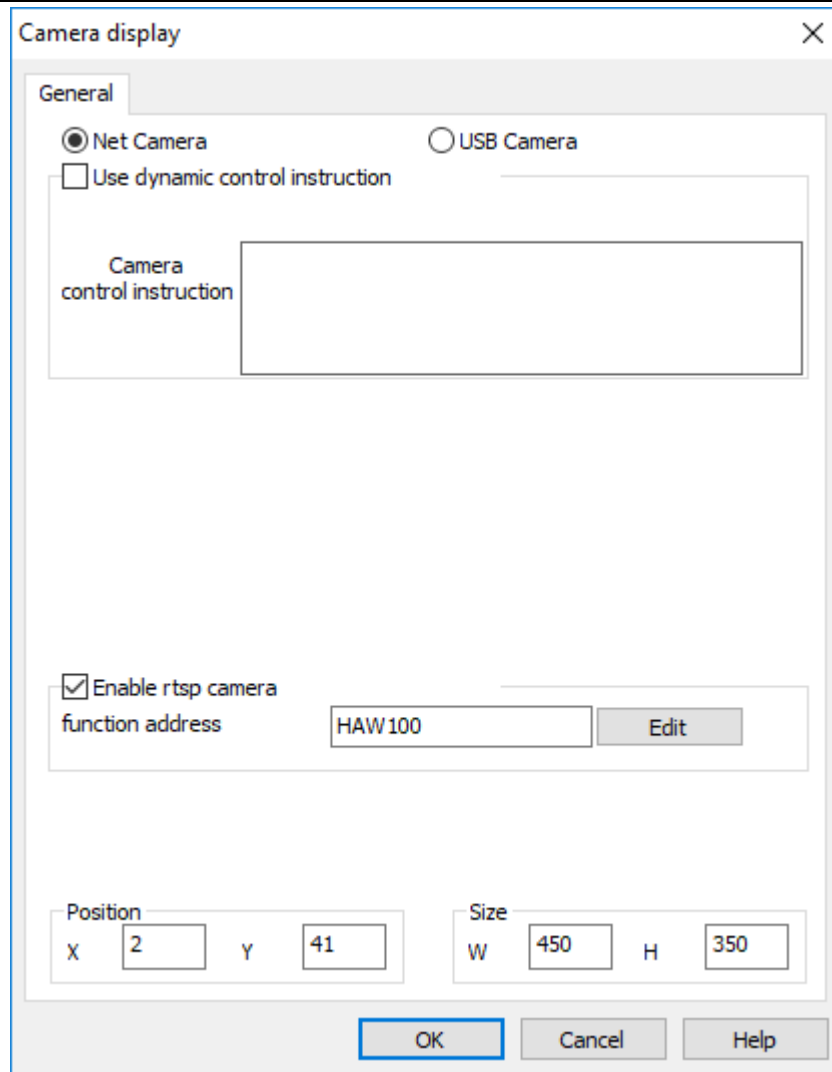 Camera display
General
Net Camera
USB Camera
Use dynamic control instruction
Camera
control instruction
Enable rtsp camera
function address
HAW100
Edit
Position
X
2
Y
41
Size
W
450
H
350
OK
Cancel
Help